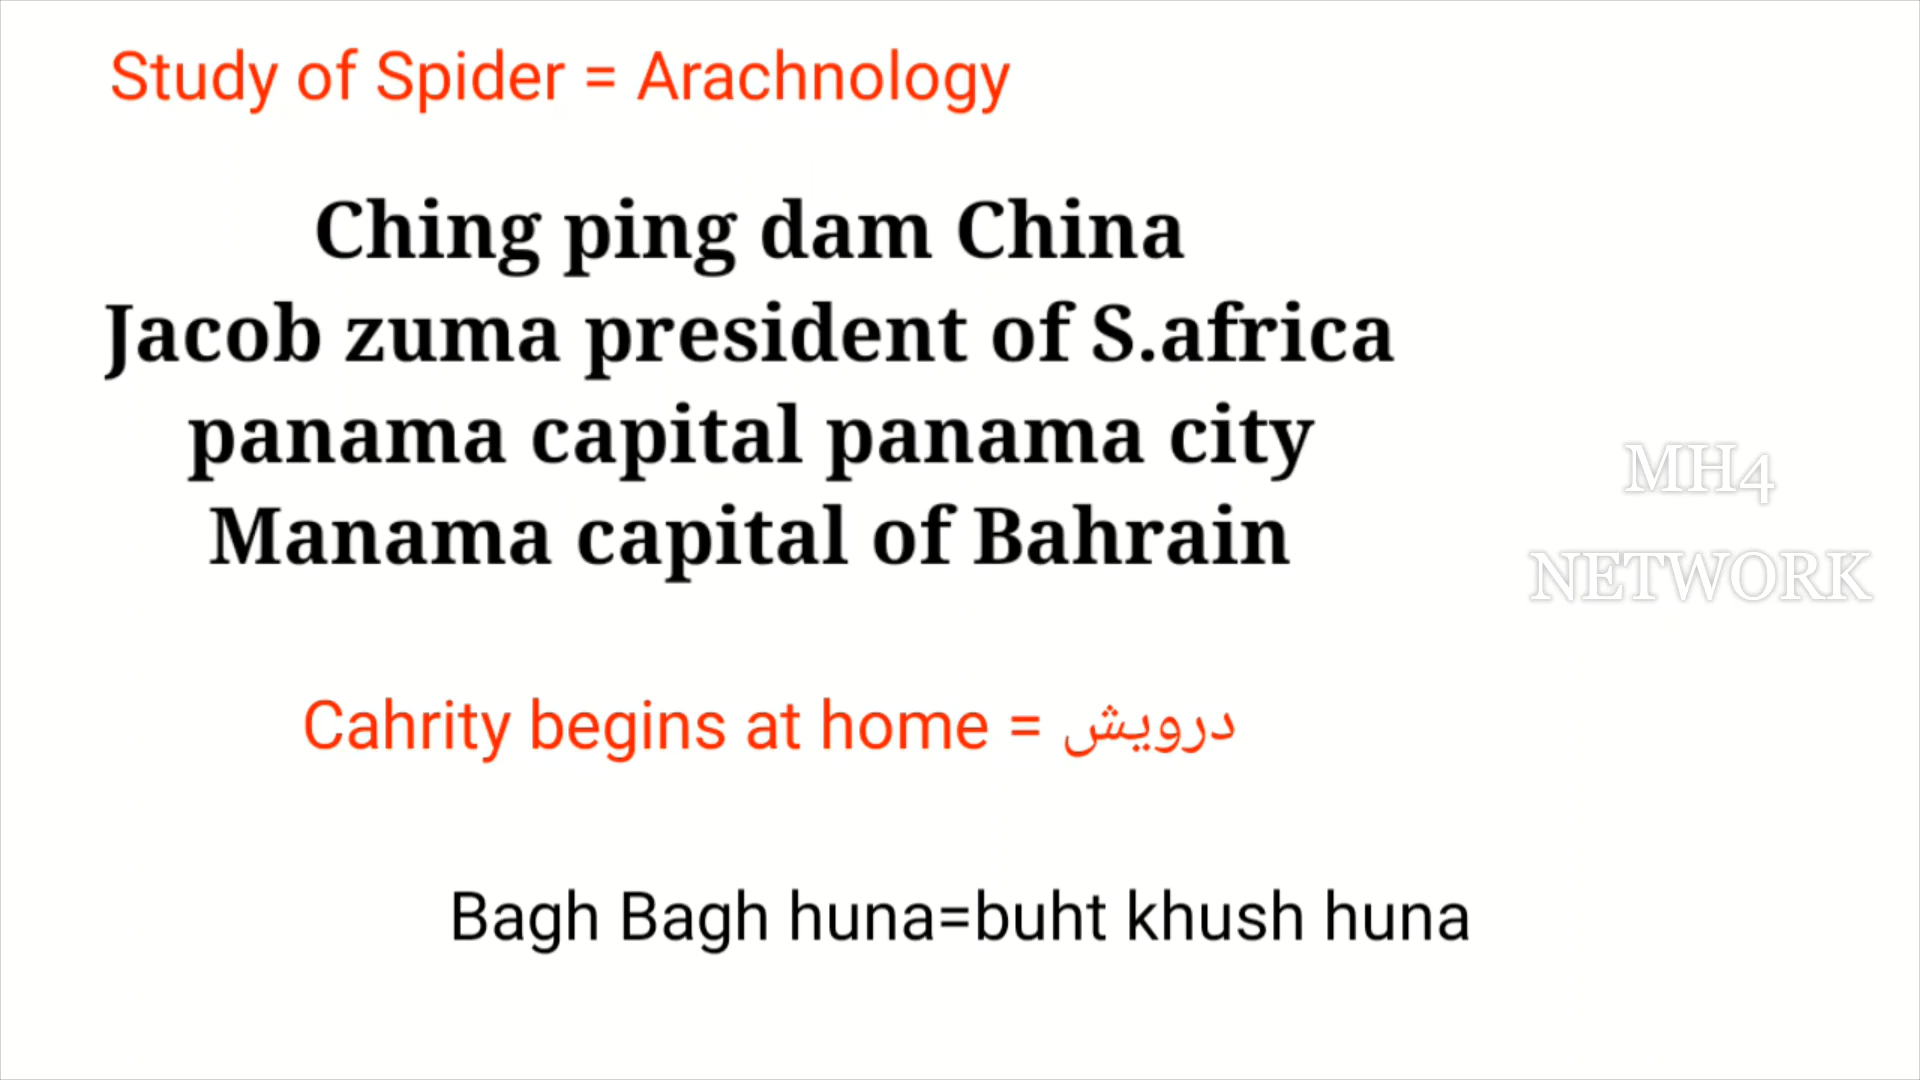 Study of Spider = Arachnology
Ching ping dam China
Jacob zuma president of S.africa
panama capital panama city
Manama capital of Bahrain
MH4
NETWORK
Cahrity begins at home = درویش
Bagh Bagh huna=buht khush huna